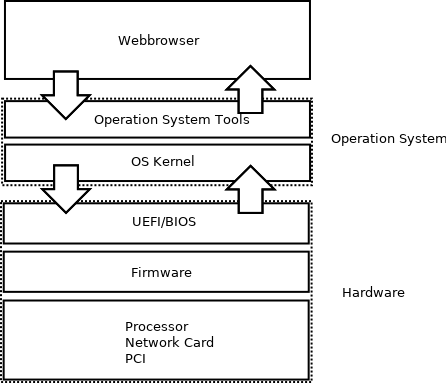 Webbrowser
Operation System Tools
Operation System
OS Kernel
UEFI/BIOS
Firmware
Hardware
Processor
Network Card
PCI